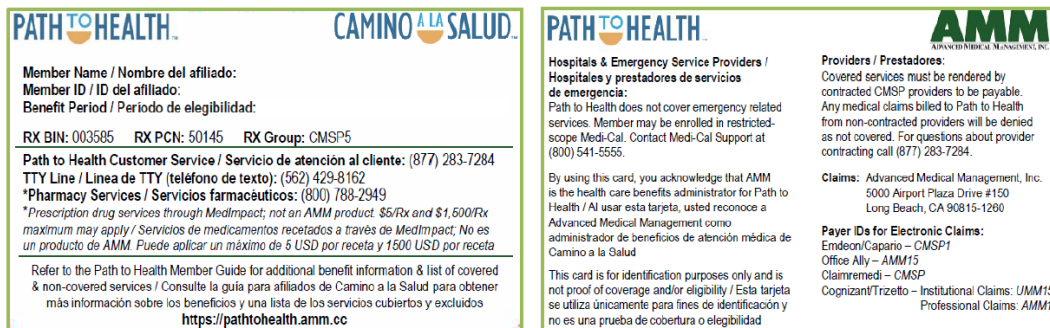 PATH TO HEALTH™
CAMINO A LA SALUD™
Member Name / Nombre del afiliado:
Member ID / ID del afiliado:
Benefit Period / Periodo de elegibilidad:
RX BIN: 003585 RX PCN: 50145 RX Group: CMSP5
Path to Health Customer Service / Servicio de atención al cliente: (877) 283-7284
TTY Line / Linea de TTY (teléfono de texto): (562) 429-8162
*Pharmacy Services / Servicios farmacéuticos: (800) 788-2949
*Prescription drug services through MedImpact; not an AMM product. $5/Rx and $1,500/Rx
maximum may apply / Servicios de medicamentos recetados a través de MedImpact; No es
un producto de AMM. Puede aplicar un máximo de 5 USD por receta y 1500 USD por receta
Refer to the Path to Health Member Guide for additional benefit information & list of covered
& non-covered services / Consulte la guía para afiliados de Camino a la Salud para obtener
más información sobre los beneficios y una lista de los servicios cubiertos y excluidos
https://pathtohealth.amm.cc
PATH TO HEALTH™
Hospitals & Emergency Service Providers /
Hospitales y prestadores de servicios
de emergencia:
Path to Health does not cover emergency related
services. Member may be enrolled in restricted-
scope Medi-Cal. Contact Medi-Cal Support at
(800) 541-5555.
By using this card, you acknowledge that AMM
is the health care benefits administrator for Path to
Health / Al usar esta tarjeta, usted reconoce a
Advanced Medical Management como
administrador de beneficios de atención médica de
Camino a la Salud
This card is for identification purposes only and is
not proof of coverage and/or eligibility / Esta tarjeta
se utiliza únicamente para fines de identificación y
no es una prueba de cobertura o elegibilidad
AMM
ADVANCED MEDICAL MANAGEMENT, INC.
Providers / Prestadores:
Covered services must be rendered by
contracted CMSP providers to be payable.
Any medical claims billed to Path to Health
from non-contracted providers will be denied
as not covered. For questions about provider
contracting call (877) 283-7284.
Claims: Advanced Medical Management, Inc.
5000 Airport Plaza Drive #150
Long Beach, CA 90815-1260
Payer IDs for Electronic Claims:
Emdeon/Capario – CMSP1
Office Ally – AMM15
Claimremedi – CMSP
Cognizant/Trizetto – Institutional Claims: UMM15
Professional Claims: AMM1